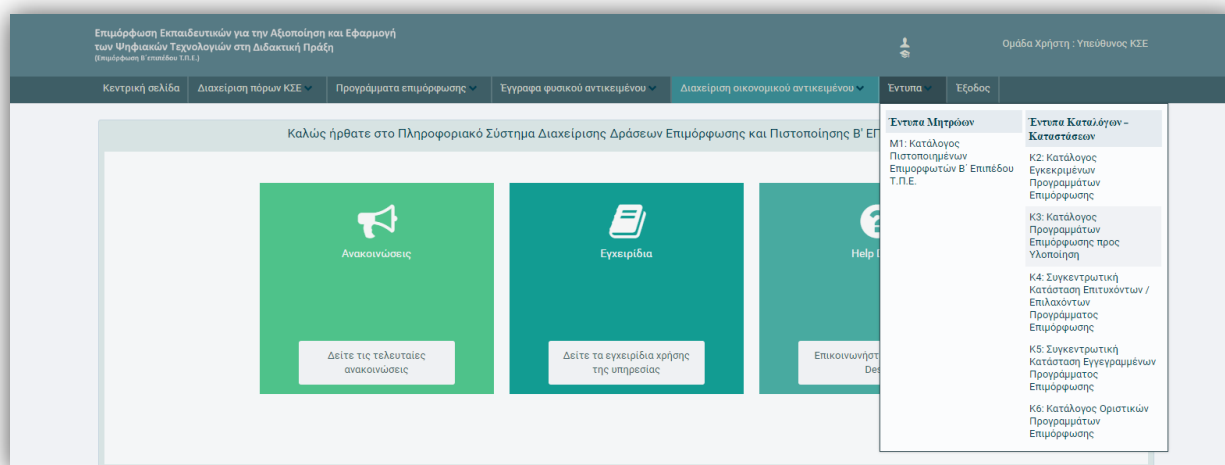 Επιμόρφωση Εκπαιδευτικών για την Αξιοποίηση και Εφαρμογή
των Ψηφιακών Τεχνολογιών στη Διδακτική Πράξη
(Επιμόρφωση Β'επιπέδου Τ.Π.Ε.)
Ομάδα Χρήστη : Υπεύθυνος ΚΣΕ
Κεντρική σελίδα Διαχείριση πόρων ΚΣΕ Προγράμματα επιμόρφωσης Έγγραφα φυσικού αντικειμένου Διαχείριση οικονομικού αντικειμένου Έντυπα Έξοδος
Καλώς ήρθατε στο Πληροφοριακό Σύστημα Διαχείρισης Δράσεων Επιμόρφωσης και Πιστοποίησης Β' ΕΠ
Ανακοινώσεις
Δείτε τις τελευταίες
ανακοινώσεις
Εγχειρίδια
Δείτε τα εγχειρίδια χρήσης
της υπηρεσίας
Help
Επικοινωνήστ
Des
Έντυπα Μητρώων
Μ1: Κατάλογος
Πιστοποιημένων
Επιμορφωτών Β΄ Επιπέδου
Τ.Π.Ε.
Έντυπα Καταλόγων –
Καταστάσεων
Κ2: Κατάλογος
Εγκεκριμένων
Προγραμμάτων
Επιμόρφωσης
Κ3: Κατάλογος
Προγραμμάτων
Επιμόρφωσης προς
Υλοποίηση
Κ4: Συγκεντρωτική
Κατάσταση Επιτυχόντων /
Επιλαχόντων
Προγράμματος
Επιμόρφωσης
Κ5: Συγκεντρωτική
Κατάσταση Εγγεγραμμένων
Προγράμματος
Επιμόρφωσης
Κ6: Κατάλογος Οριστικών
Προγραμμάτων
Επιμόρφωσης